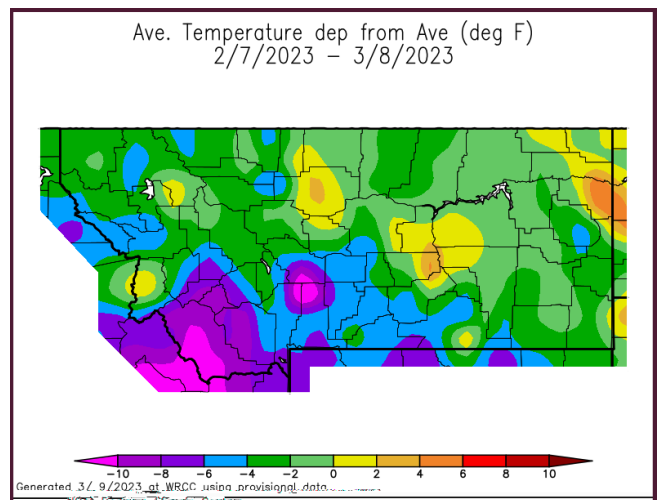 Ave. Temperature dep from Ave (deg F)
2/7/2023 – 3/8/2023
-10 -8 -6 -4 -2 0 2 4 6 8 10
Generated 3/ 9/2023 at WRCC using provisional data.